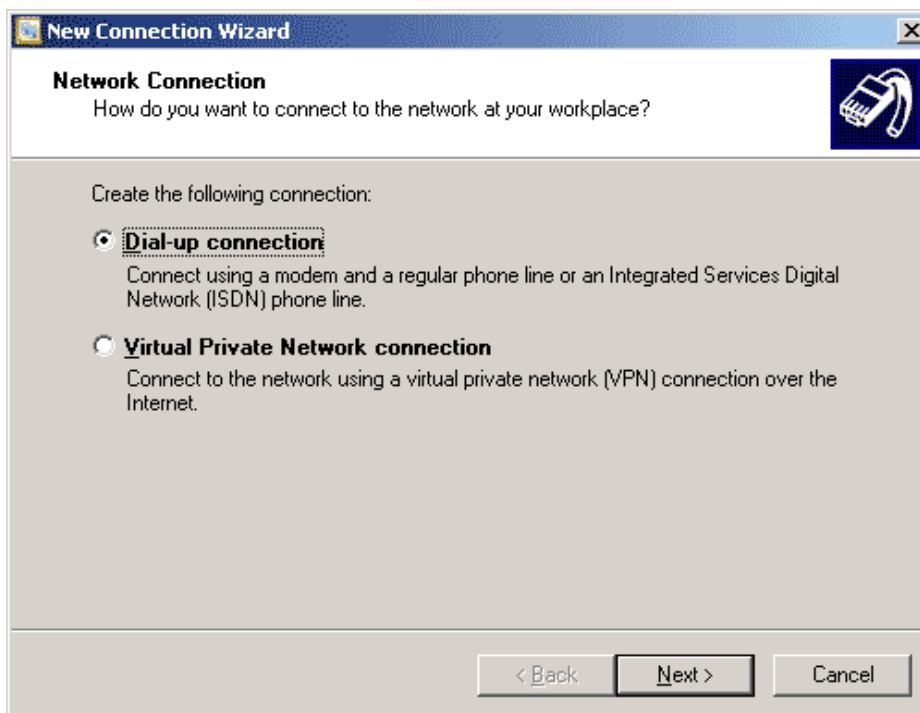 New Connection Wizard
Network Connection
How do you want to connect to the network at your workplace?
Create the following connection:
Dial-up connection
Connect using a modem and a regular phone line or an Integrated Services Digital
Network (ISDN) phone line.
Virtual Private Network connection
Connect to the network using a virtual private network (VPN) connection over the
Internet.
< Back
Next >
Cancel